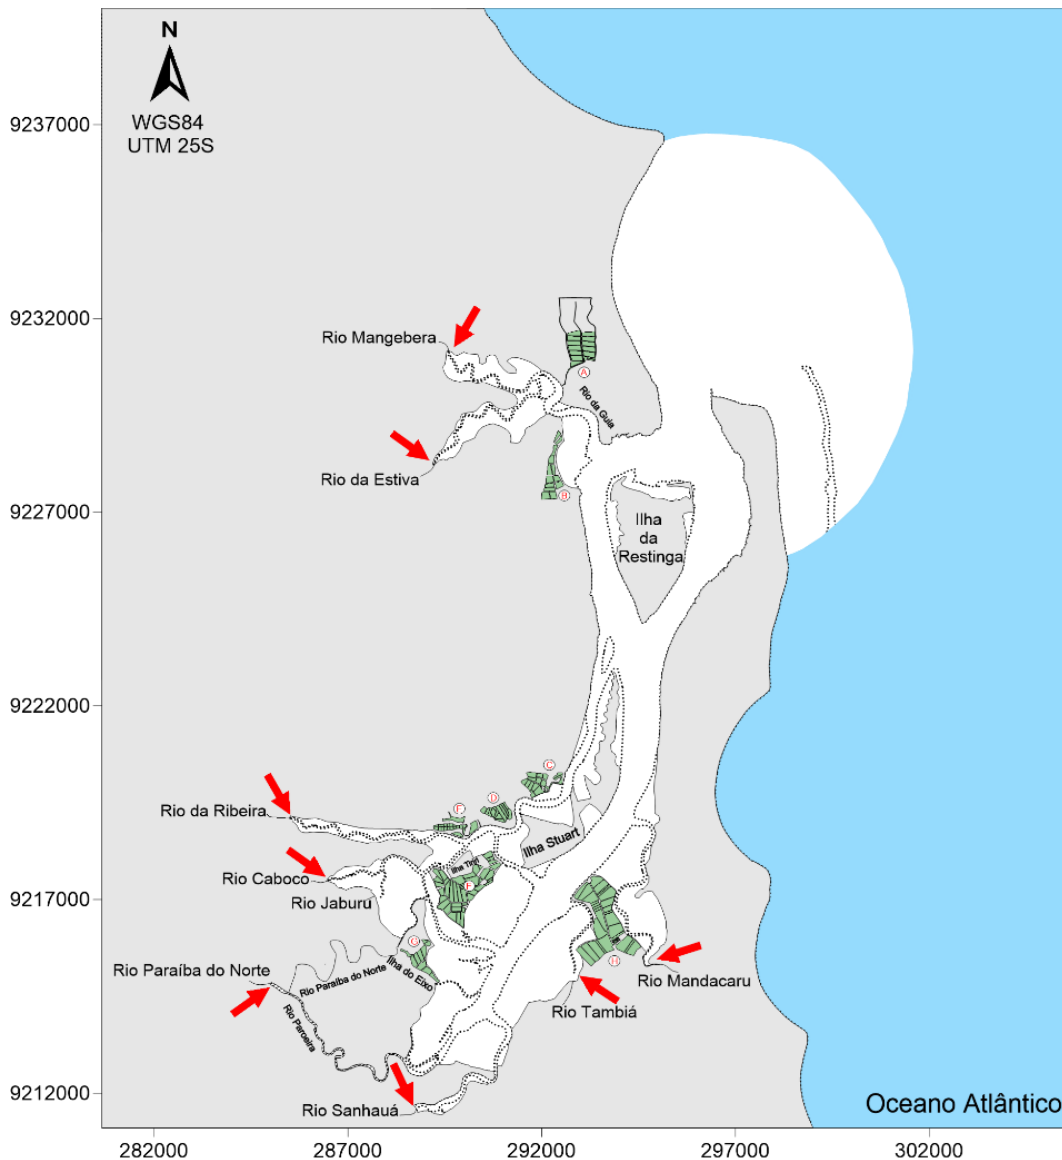 N
WGS84
UTM 25S
9237000
9232000
Rio Mangebera
A
Rio da Guia
Rio da Estiva
B
9227000
Ilha
da
Restinga
9222000
C
D
Rio da Ribeira
Ilha Stuart
F
Rio Caboco
9217000
Rio Jaburu
G
H
Rio Paraíba do Norte
Rio Paraíba do Norte
Ilha do Eixo
Rio Mandacaru
Rio Tambiá
Rio Paroeira
9212000
Rio Sanhauá
Oceano Atlântico
282000
287000
292000
297000
302000